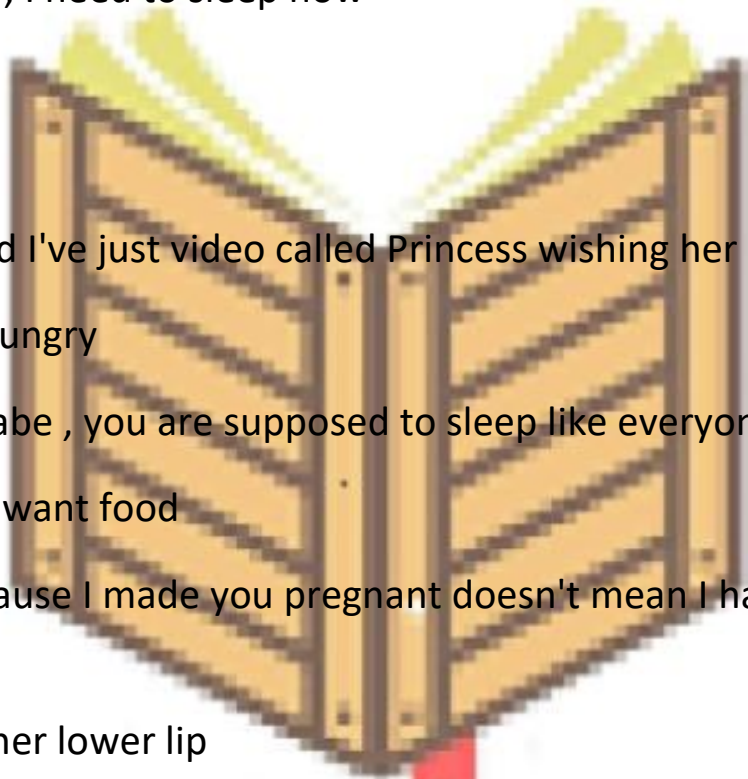 , I need to sleep now
d I've just video called Princess wishing her
ungry
abe , you are supposed to sleep like everyon
want food
ause I made you pregnant doesn't mean I ha
her lower lip